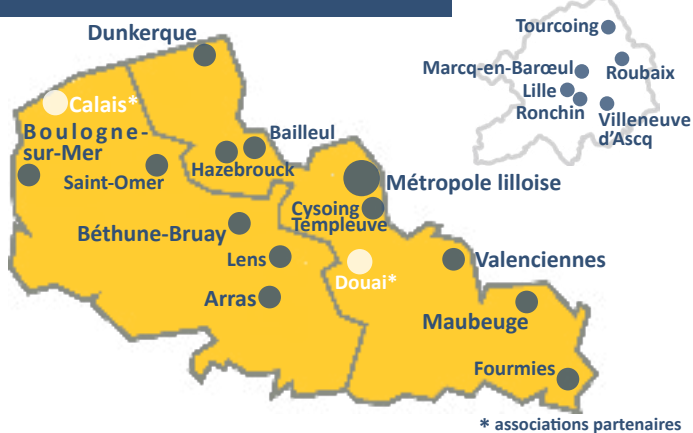 Dunkerque
Tourcoing
Marcq-en-Barœul
Roubaix
Lille
Ronchin
Villeneuve
d’Ascq
Calais*
Boulogne-
sur-Mer
Bailleul
Hazebrouck
Saint-Omer
Métropole lilloise
Cysoing
Templeuve
Béthune-Bruay
Lens
Valenciennes
Douai*
Arras
Maubeuge
Fourmies
* associations partenaires